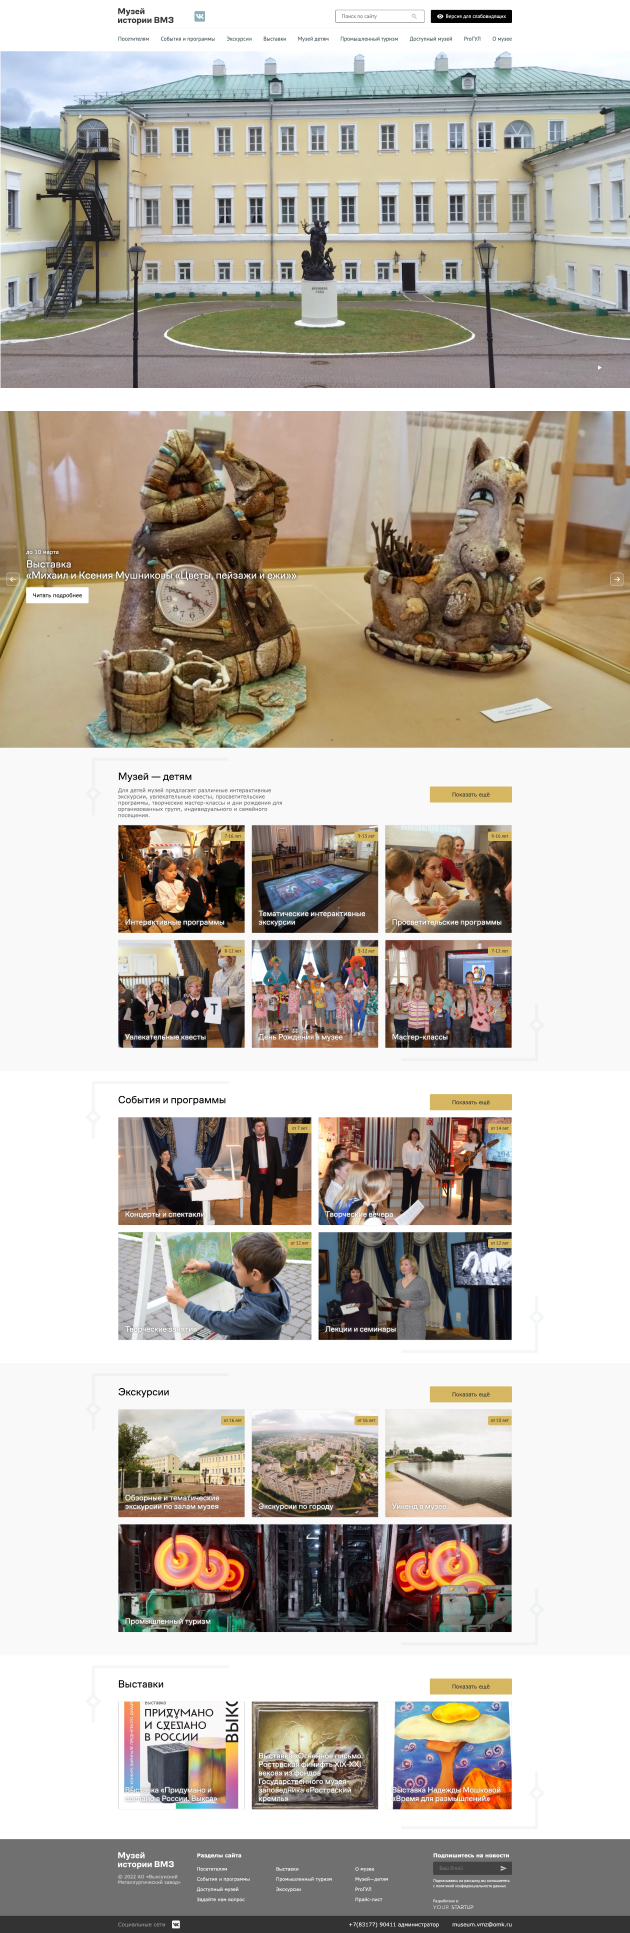 Музей
истории ВМЗ
Поиск по сайту
Версия для слабовидящих
Посетителям События и программы Экскурсии Выставки Музей детям Промышленный туризм Доступный музей ProГУЛ О музее
до 10 марта
Выставка
«Михаил и Ксения Мушниковы «Цветы, пейзажи и ежи»»
Читать подробнее
Музей — детям
Для детей музей предлагает различные интерактивные
экскурсии, увлекательные квесты, просветительские
программы, творческие мастер-классы и дни рождения для
организованных групп, индивидуального и семейного
посещения.
Показать ещё
7-16 лет
Интерактивные программы
9-15 лет
Тематические интерактивные
экскурсии
6-16 лет
Просветительские программы
8-11 лет
Увлекательные квесты
5-12 лет
День Рождения в музее
7-11 лет
Мастер-классы
События и программы
Показать ещё
от 7 лет
Концерты и спектакли
от 14 лет
Творческие вечера
от 12 лет
Творческие занятия
от 12 лет
Лекции и семинары
Экскурсии
Показать ещё
от 16 лет
Обзорные и тематические
экскурсии по залам музея
от 16 лет
Экскурсии по городу
от 10 лет
Уикенд в музее
Промышленный туризм
Выставки
Показать ещё
выставка
ПРИДУМАНО
И СДЕЛАНО
В РОССИИ
ВЫКС
Выставка «Придумано и
сделано в России. Выкса»
Выставка «Огненное письмо.
Ростовская финифть XIX-XXI
веков» из фондов
Государственного музея-
заповедника «Ростовский
кремль»
Выставка Надежды Мошковой
«Время для размышлений»
Музей
истории ВМЗ
© 2022 АО «Выксунский
Металлургический завод»
Разделы сайта
Посетителям
События и программы
Доступный музей
Задайте нам вопрос
Выставки
Промышленный туризм
Экскурсии
О музее
Музей—детям
ProГУЛ
Прайс-лист
Подпишитесь на новости
Ваш Email
Подписываясь на рассылку вы соглашаетесь
с политикой конфиденциальности данных
Разработано в:
YOUR STARTUP
Социальные сети
+7(83177) 90411 администратор museum.vmz@omk.ru